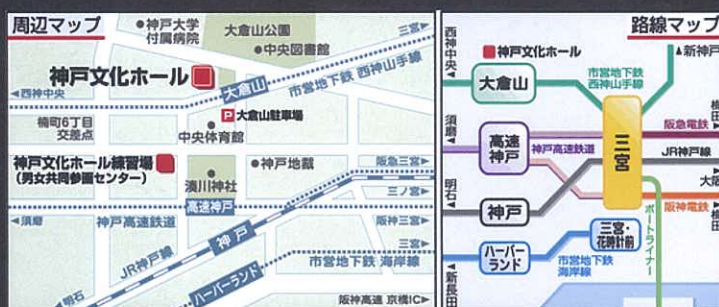 周辺マップ
神戸大学
付属病院
大倉山公園
中央図書館
三宮▶
神戸文化ホール
大倉山
市営地下鉄 西神山手線
◀西神中央
P 大倉山駐車場
楠町6丁目
交差点
中央体育館
神戸文化ホール練習場
(男女共同参画センター)
湊川神社
神戸地裁
阪急三宮▶
三ノ宮▶
高速神戸
◀須磨
神戸高速鉄道
阪神三宮▶
神戸
三宮▶
JR神戸線
市営地下鉄 海岸線
ハーバーランド
◀明石
阪神高速 京橋IC▶
路線マップ
西神中央
神戸文化ホール
▲新神戸
大倉山
市営地下鉄
西神山手線
須磨
高速
神戸
神戸高速鉄道
三宮
阪急電鉄
梅田
JR神戸線
大阪
明石
神戸
阪神電鉄
梅田
三宮・
花時計前
ポートライナー
ハーバー
ランド
市営地下鉄
海岸線
新長田